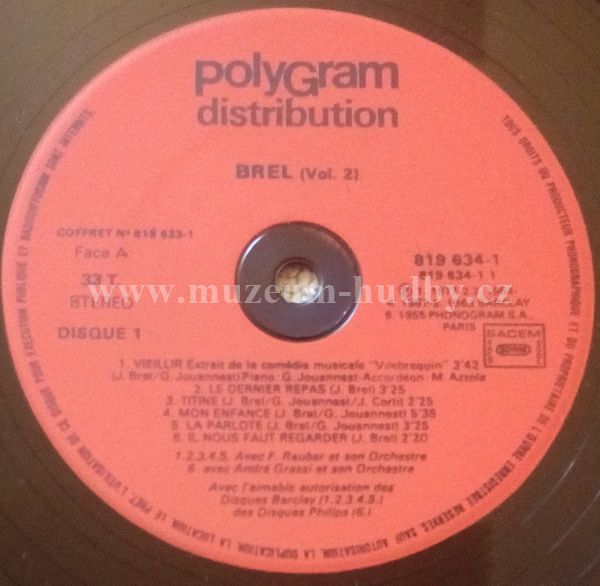 polyGram
distribution
BREL (Vol. 2)
COFFRET Nº 819 633-1
Face A
33 T
STEREO
DISQUE 1
819 634-1
819 634-1 1
BARCLAY
6. 1955 PHONOGRAM S.A.,
PARIS
SACEM
www.muzeum-hudby.cz
1. VIEILLIR Extrait de la comédie musicale "Vilebrequin" 3'42
(J. Brel/G. Jouannest) Piano: G. Jouannest-Accordéon: M. Azzola
2. LE DERNIER REPAS (J. Brel) 3'25
3. TITINE (J. Brel/G. Jouannest/J. Corti) 2'25
4. MON ENFANCE (J. Brel/G. Jouannest) 5'35
5. LA PARLOTE (J. Brel/G. Jouannest) 3'25
6. IL NOUS FAUT REGARDER (J. Brel) 2'20
1.2.3.4.5. Avec F. Rauber et son Orchestre
6. avec André Grassi et son Orchestre
Avec l'aimable autorisation des
Disques Barclay (1.2.3.4.5.)
des Disques Philips (6.)
TOUS DROITS DU PRODUCTEUR PHONOGRAPHIQUE ET DU PROPRIETAIRE DE L'ŒUVRE ENREGISTREE RESERVES. SAUF AUTORISATION, LA DUPLICATION, LA LOCATION, LE PRET, L'UTILISATION DE CE DISQUE POUR EXECUTION PUBLIQUE ET RADIODIFFUSION SONT INTERDITS.